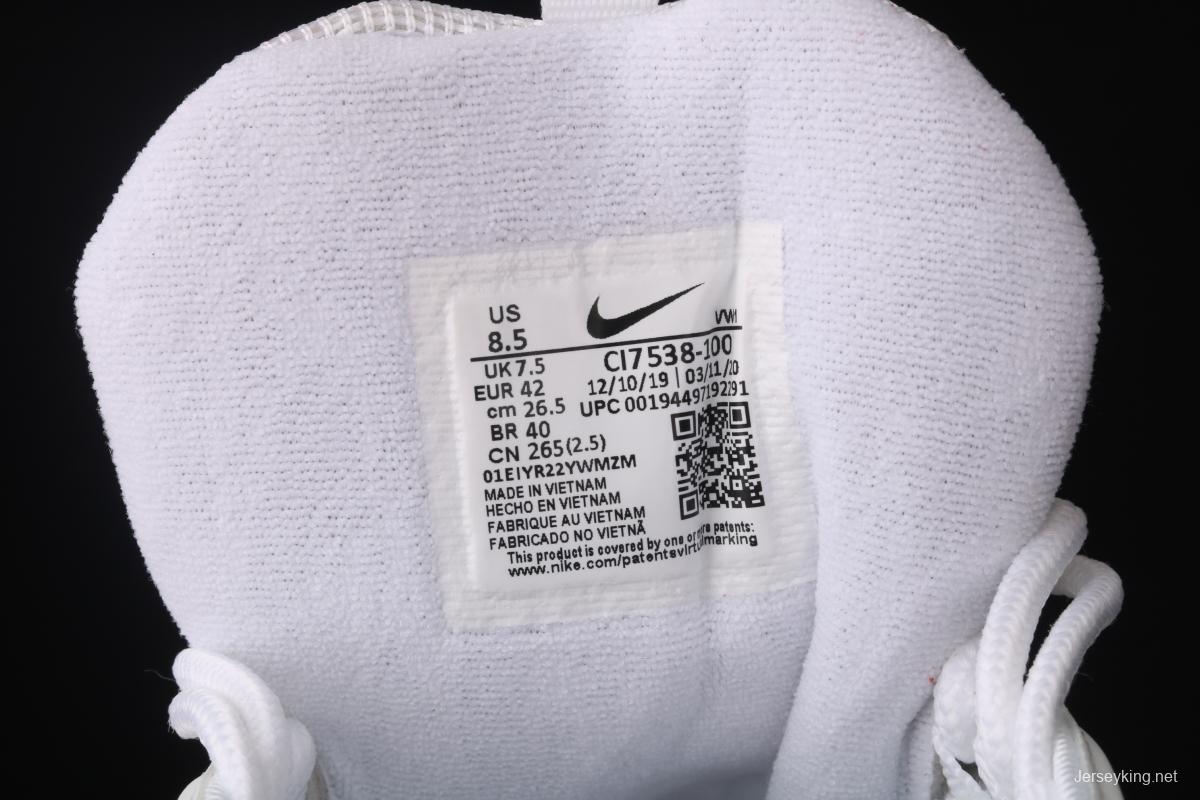 US
8.5
VW1
UK 7.5
CI7538-100
EUR 42
12/10/19 | 03/11/20
cm 26.5
UPC 00194497192291
BR 40
CN 265(2.5)
01EIYR22YWMZM
MADE IN VIETNAM
HECHO EN VIETNAM
FABRIQUE AU VIETNAM
FABRICADO NO VIETNÃ
This product is covered by one or more patents:
www.nike.com/patentsvirtualmarking
Jerseyking.net